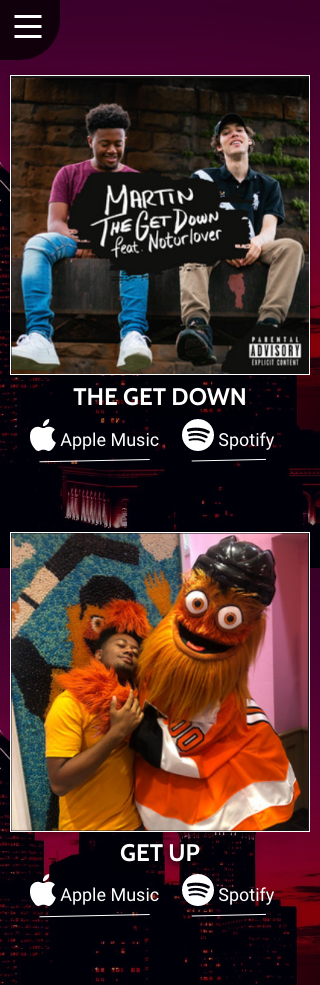 MARTIN
THE GET DOWN
feat. Noturlover
PARENTAL
ADVISORY
EXPLICIT CONTENT
THE GET DOWN
Apple Music Spotify
00
GET UP
Apple Music Spotify